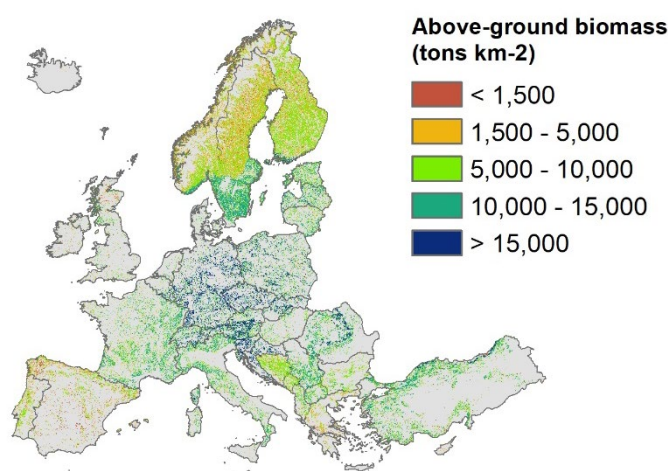 Above-ground biomass
(tons km-2)
< 1,500
1,500 - 5,000
5,000 - 10,000
10,000 - 15,000
> 15,000